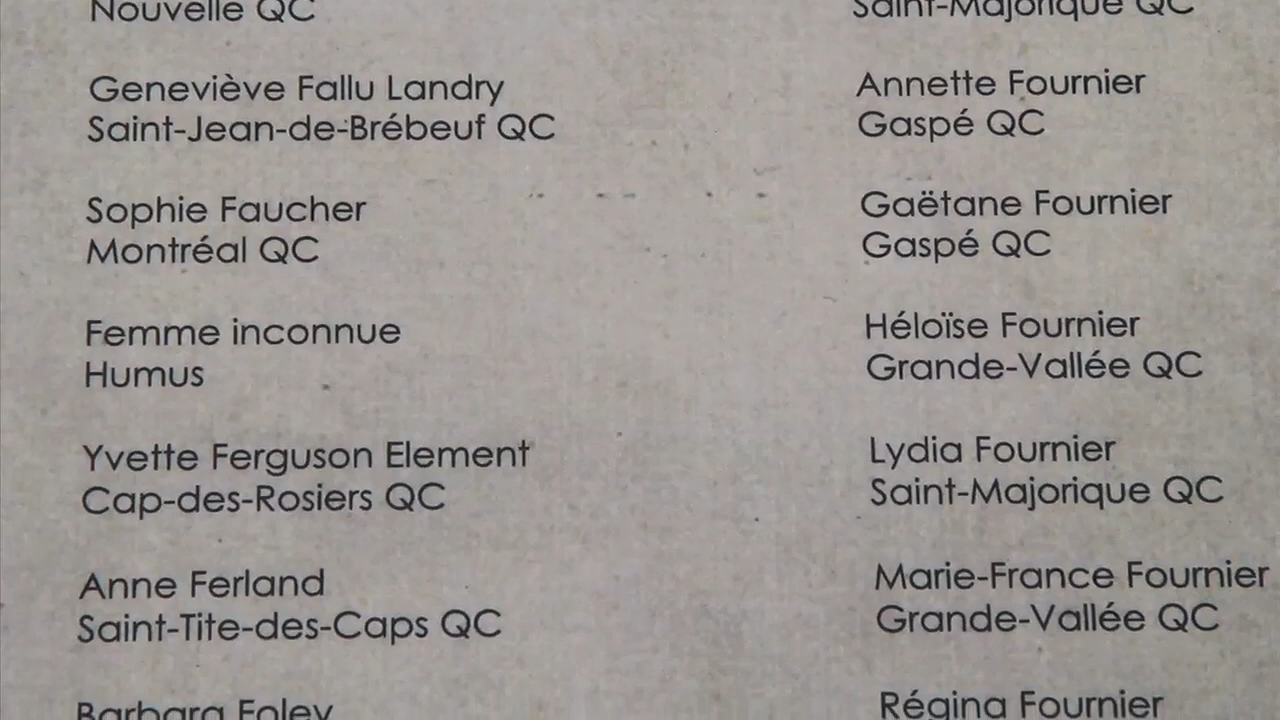 Nouvelle QC
Geneviève Fallu Landry
Saint-Jean-de-Brébeuf QC
Sophie Faucher
Montréal QC
Femme inconnue
Humus
Yvette Ferguson Element
Cap-des-Rosiers QC
Anne Ferland
Saint-Tite-des-Caps QC
Barbara Foley
Saint-Majorique QC
Annette Fournier
Gaspé QC
Gaëtane Fournier
Gaspé QC
Héloïse Fournier
Grande-Vallée QC
Lydia Fournier
Saint-Majorique QC
Marie-France Fournier
Grande-Vallée QC
Régina Fournier